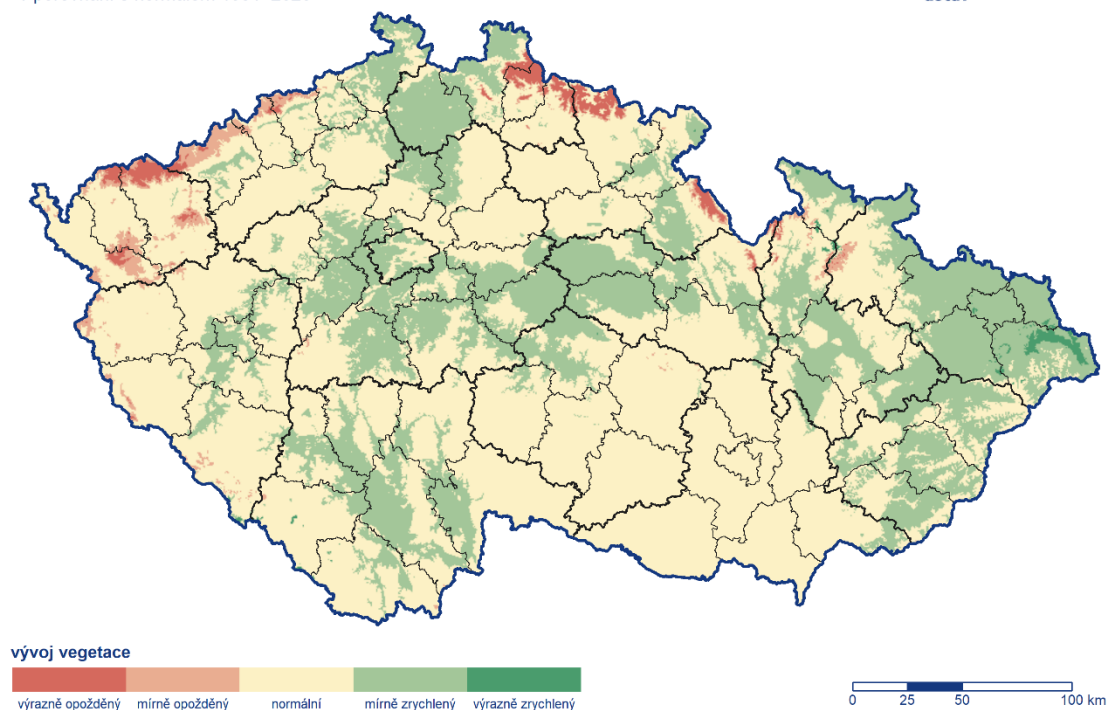 vývoj vegetace
výrazně opožděný mírně opožděný normální mírně zrychlený výrazně zrychlený
0 25 50 100 km